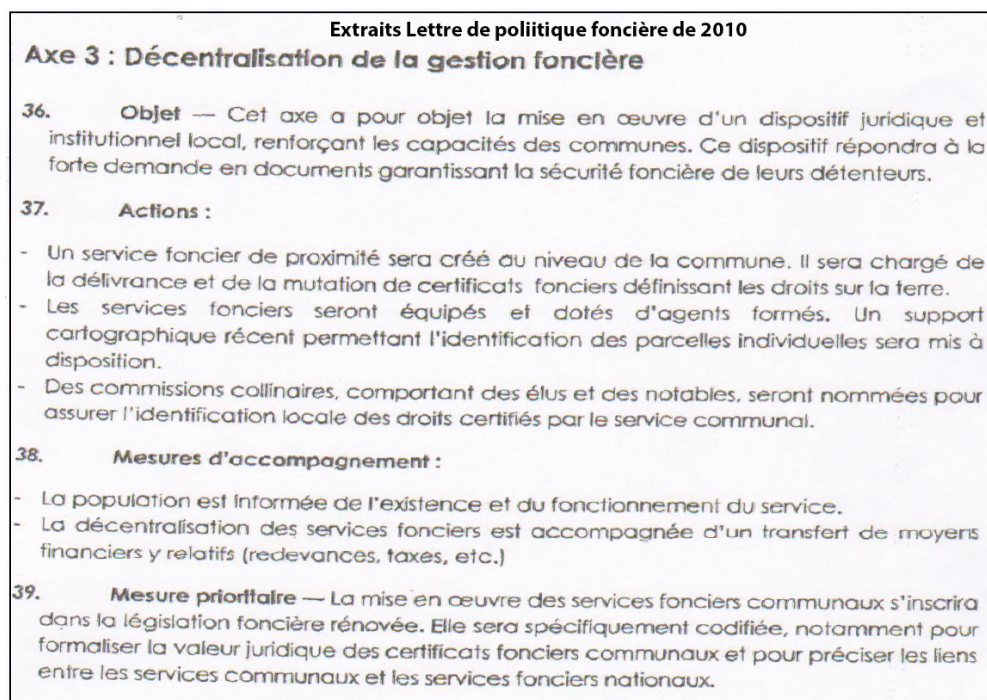 Extraits Lettre de poliitique foncière de 2010
Axe 3 : Décentralisation de la gestion foncière
36. Objet — Cet axe a pour objet la mise en œuvre d'un dispositif juridique et
institutionnel local, renforçant les capacités des communes. Ce dispositif répondra à la
forte demande en documents garantissant la sécurité foncière de leurs détenteurs.
37. Actions :
- Un service foncier de proximité sera créé au niveau de la commune. Il sera chargé de
la délivrance et de la mutation de certificats fonciers définissant les droits sur la terre.
- Les services fonciers seront équipés et dotés d'agents formés. Un support
cartographique récent permettant l'identification des parcelles individuelles sera mis à
disposition.
- Des commissions collinaires, comportant des élus et des notables, seront nommées pour
assurer l'identification locale des droits certifiés par le service communal.
38. Mesures d'accompagnement :
- La population est informée de l'existence et du fonctionnement du service.
- La décentralisation des services fonciers est accompagnée d'un transfert de moyens
financiers y relatifs (redevances, taxes, etc.)
39. Mesure prioritaire — La mise en œuvre des services fonciers communaux s'inscrira
dans la législation foncière rénovée. Elle sera spécifiquement codifiée, notamment pour
formaliser la valeur juridique des certificats fonciers communaux et pour préciser les liens
entre les services communaux et les services fonciers nationaux.